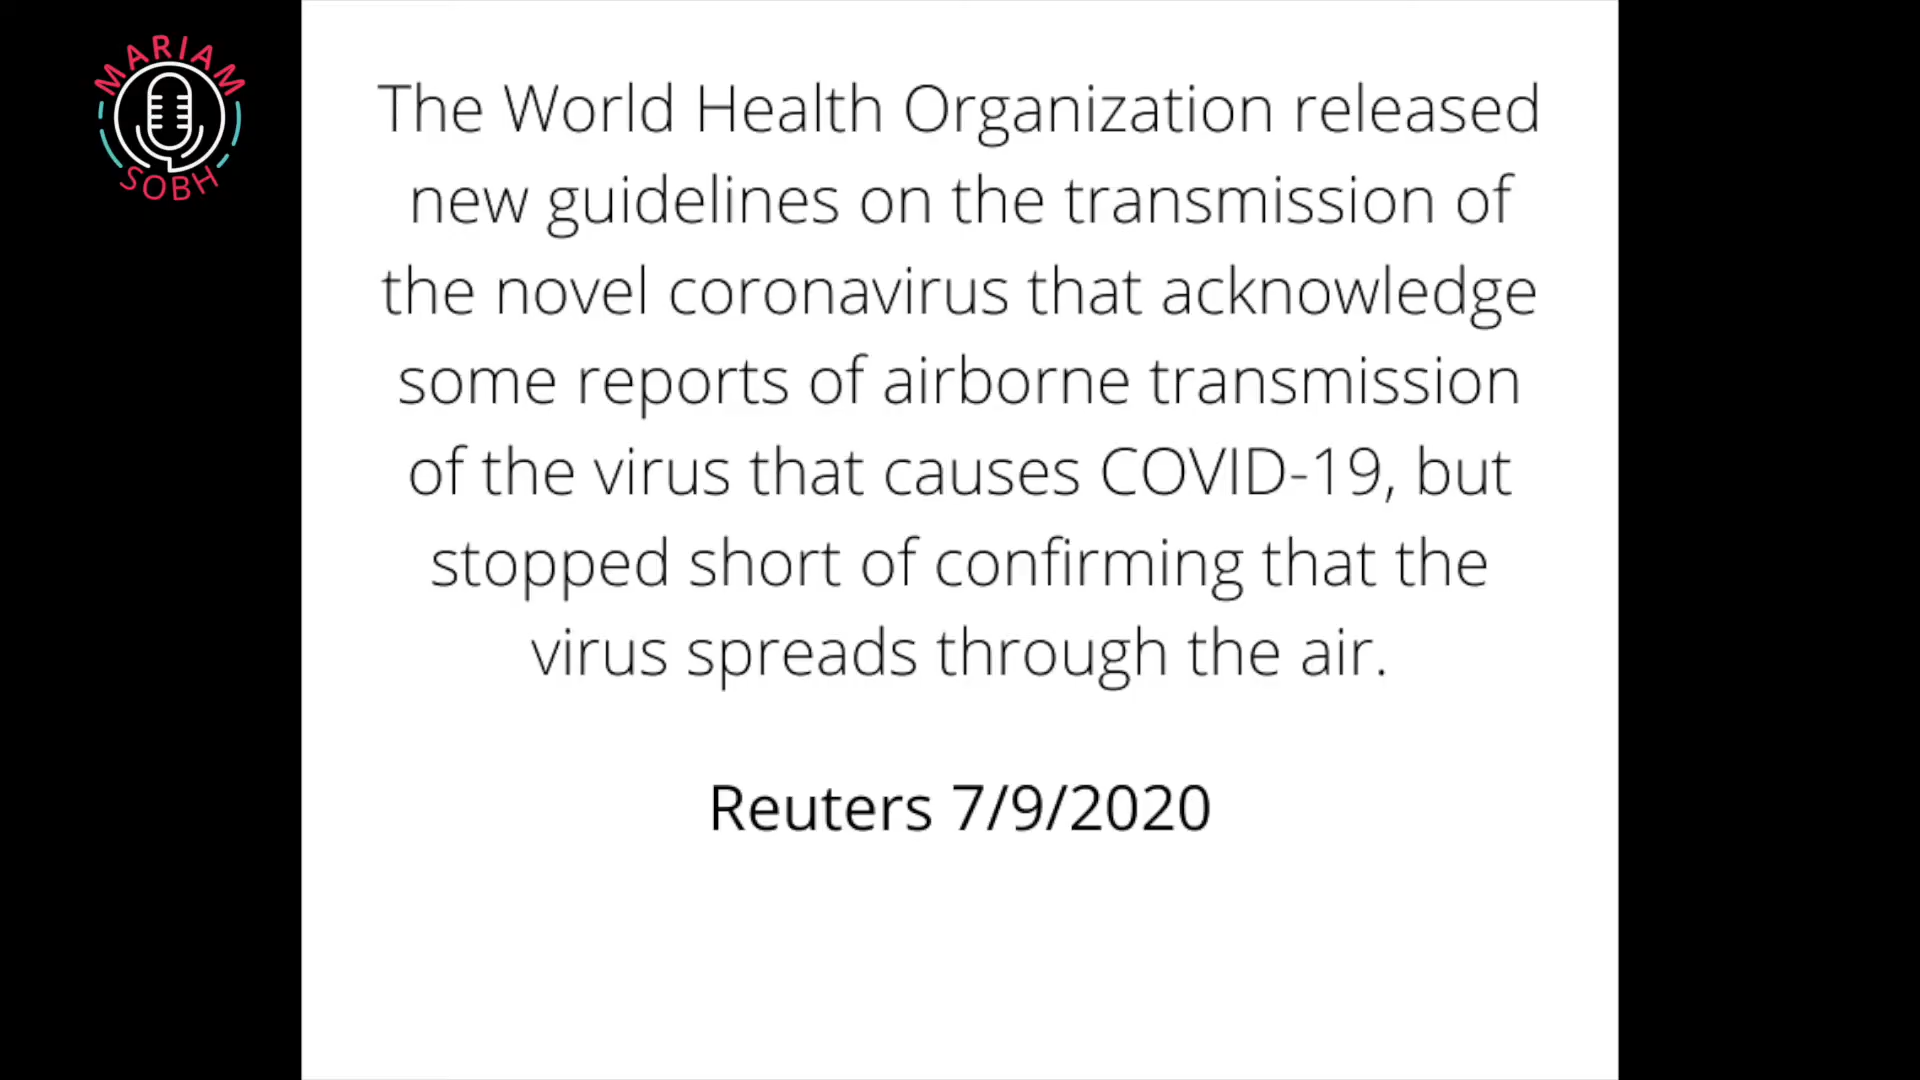 MARIAM
SOBH
The World Health Organization released
new guidelines on the transmission of
the novel coronavirus that acknowledge
some reports of airborne transmission
of the virus that causes COVID-19, but
stopped short of confirming that the
virus spreads through the air.
Reuters 7/9/2020